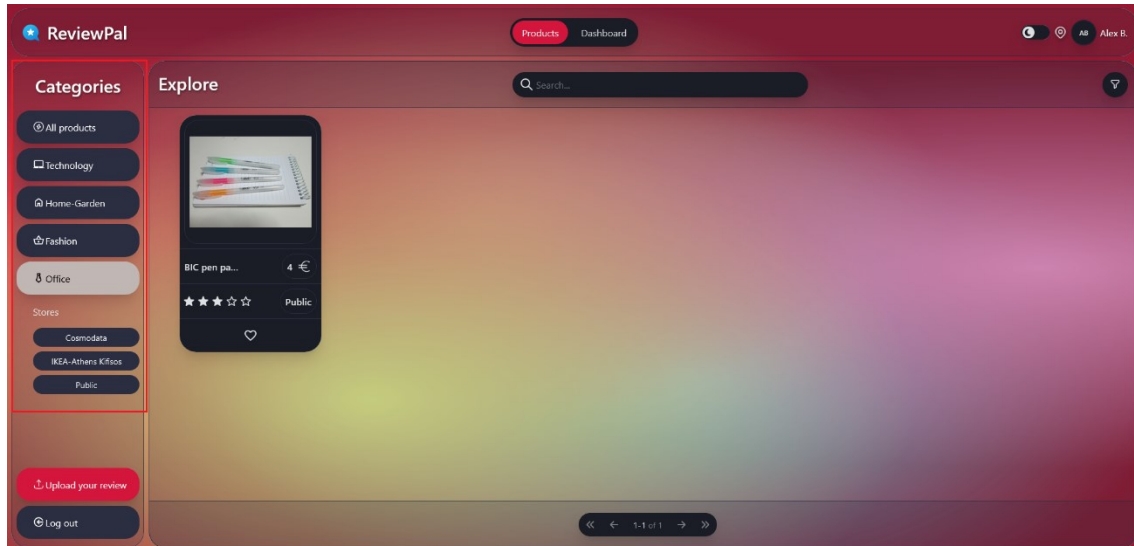 ReviewPal
Products Dashboard
AB Alex B.
Categories
All products
Technology
Home-Garden
Fashion
Office
Stores
Cosmodata
IKEA-Athens Kifisos
Public
Upload your review
Log out
Explore
Search...
BIC pen pa... 4 €
Public
1-1 of 1